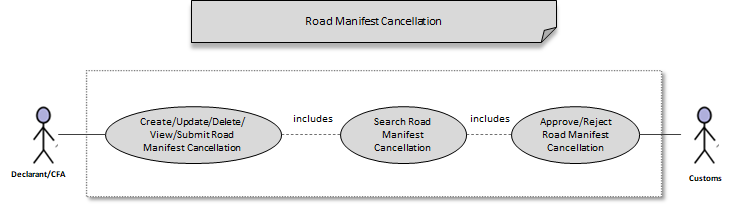 Road Manifest Cancellation
Create/Update/Delete/
View/Submit Road
Manifest Cancellation
includes
Search Road
Manifest
Cancellation
includes
Approve/Reject
Road Manifest
Cancellation
Declarant/CFA
Customs